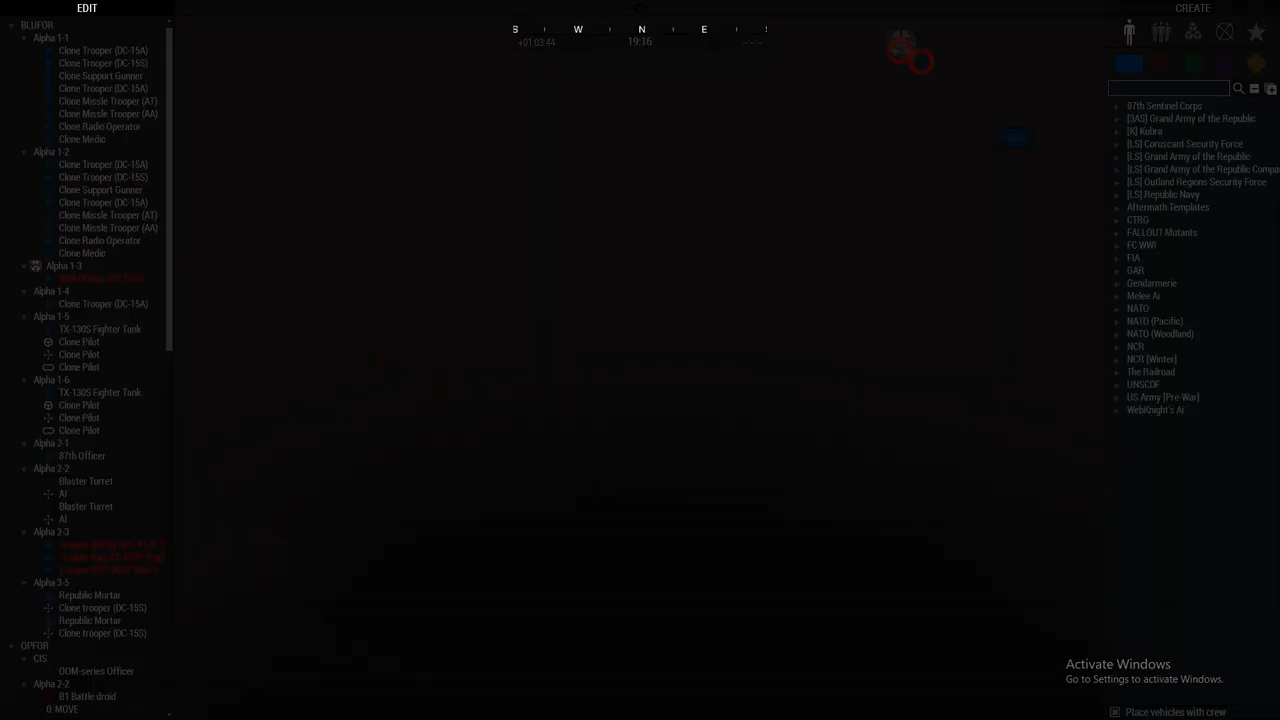 EDIT
BLUFOR
Alpha 1-1
Clone Trooper (DC-15A)
Clone Trooper (DC-15S)
Clone Support Gunner
Clone Trooper (DC-15A)
Clone Missle Trooper (AT)
Clone Missle Trooper (AA)
Clone Radio Operator
Clone Medic
Alpha 1-2
Clone Trooper (DC-15A)
Clone Trooper (DC-15S)
Clone Support Gunner
Clone Trooper (DC-15A)
Clone Missle Trooper (AT)
Clone Missle Trooper (AA)
Clone Radio Operator
Clone Medic
Alpha 1-3
Alpha 1-4
Clone Trooper (DC-15A)
Alpha 1-5
TX-130S Fighter Tank
Clone Pilot
Clone Pilot
Clone Pilot
Alpha 1-6
TX-130S Fighter Tank
Clone Pilot
Clone Pilot
Clone Pilot
Alpha 2-1
87th Officer
Alpha 2-2
Blaster Turret
AI
Blaster Turret
AI
Alpha 2-3
Alpha 3-5
Republic Mortar
Clone trooper (DC-15S)
Republic Mortar
Clone trooper (DC-15S)
OPFOR
CIS
OOM-series Officer
Alpha 2-2
B1 Battle droid
0: MOVE
S W N E
+01:03:44 19:16 --:--
CREATE
87th Sentinel Corps
[3AS] Grand Army of the Republic
[K] Kobra
[LS] Coruscant Security Force
[LS] Grand Army of the Republic
[LS] Grand Army of the Republic Compa
[LS] Outland Regions Security Force
[LS] Republic Navy
Aftermath Templates
CTRG
FALLOUT Mutants
FC WWI
FIA
GAR
Gendarmerie
Melee Ai
NATO
NATO (Pacific)
NATO (Woodland)
NCR
NCR [Winter]
The Railroad
UNSCDF
US Army [Pre-War]
WebKnight's Ai
Activate Windows
Go to Settings to activate Windows.
Place vehicles with crew